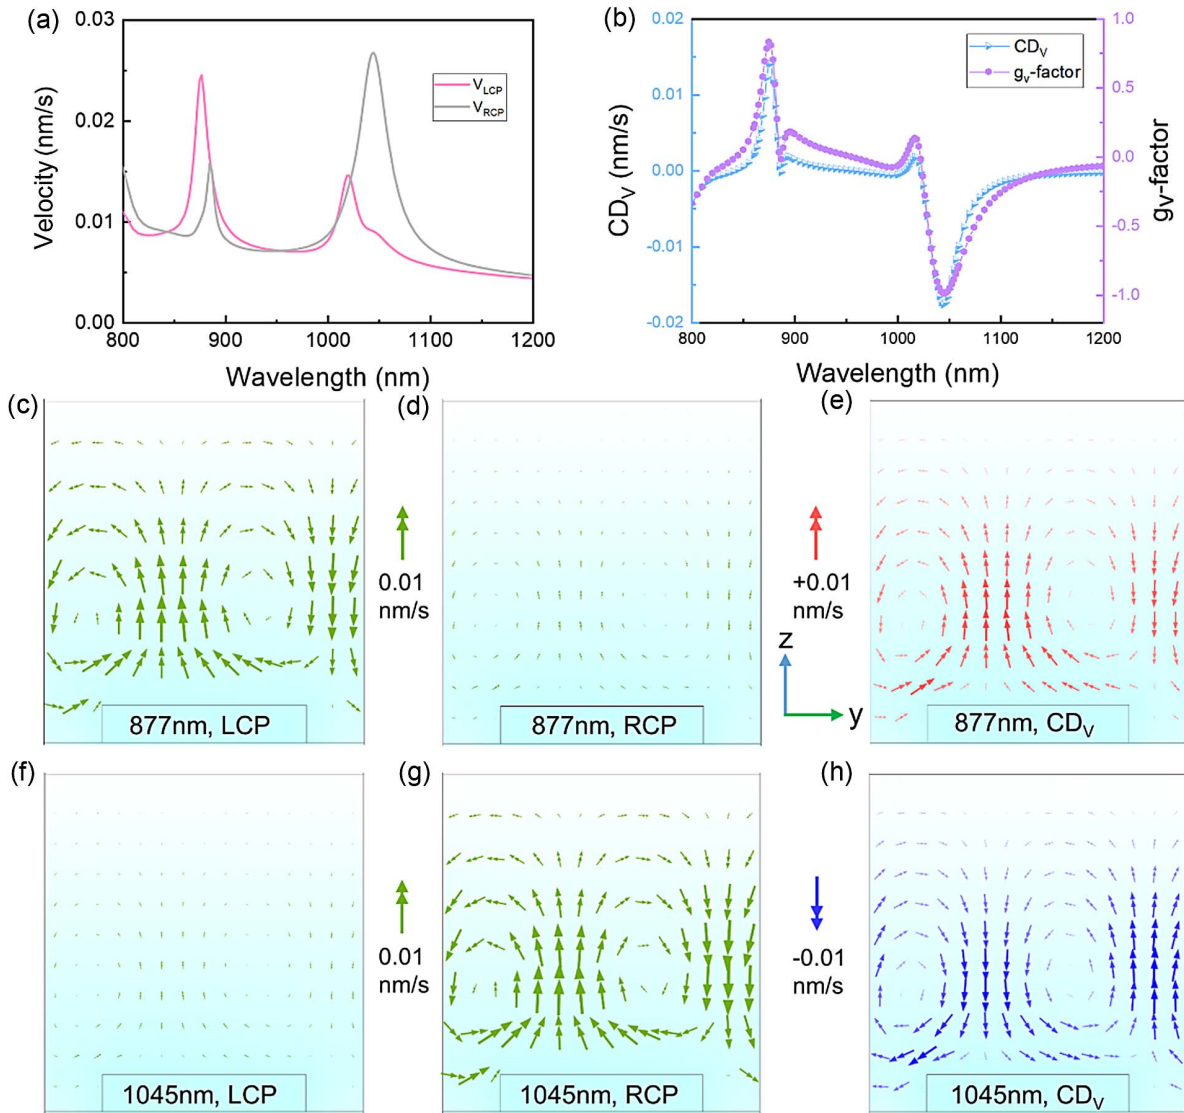 (a)
0.03
0.02
0.01
0.00
Velocity (nm/s)
V_LCP
V_RCP
800 900 1000 1100 1200
Wavelength (nm)
(b)
0.02
0.01
0.00
-0.01
-0.02
CD_V (nm/s)
CD_V
g_v-factor
1.0
0.5
0.0
-0.5
-1.0
g_v-factor
800 900 1000 1100 1200
Wavelength (nm)
(c)
877nm, LCP
0.01
nm/s
(d)
877nm, RCP
+0.01
nm/s
z
y
(e)
877nm, CD_V
(f)
1045nm, LCP
0.01
nm/s
(g)
1045nm, RCP
-0.01
nm/s
(h)
1045nm, CD_V